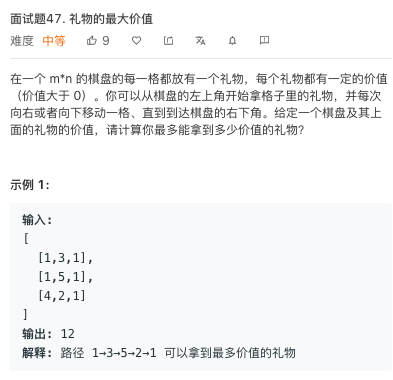 面试题47. 礼物的最大价值
难度 中等 9
在一个 m*n 的棋盘的每一格都放有一个礼物，每个礼物都有一定的价值
（价值大于 0）。你可以从棋盘的左上角开始拿格子里的礼物，并每次
向右或者向下移动一格、直到到达棋盘的右下角。给定一个棋盘及其上
面的礼物的价值，请计算你最多能拿到多少价值的礼物？
示例 1:
输入:
[
[1,3,1],
[1,5,1],
[4,2,1]
]
输出: 12
解释: 路径 1→3→5→2→1 可以拿到最多价值的礼物